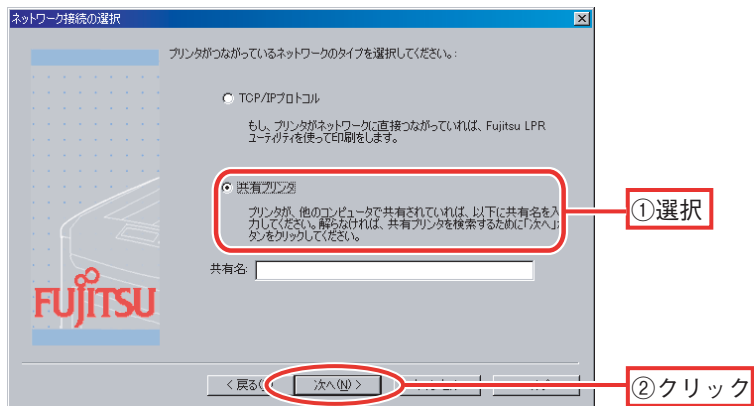 ネットワーク接続の選択
プリンタがつながっているネットワークのタイプを選択してください。:
TCP/IPプロトコル
もし、プリンタがネットワークに直接つながっていれば、Fujitsu LPR
ユーティリティを使って印刷をします。
共有プリンタ
プリンタが、他のコンピュータで共有されていれば、以下に共有名を入
力してください。解らなければ、共有プリンタを検索するために「次へ」
タンをクリックしてください。
①選択
共有名:
FUJITSU
< 戻る(
次へ(N) >
②クリック